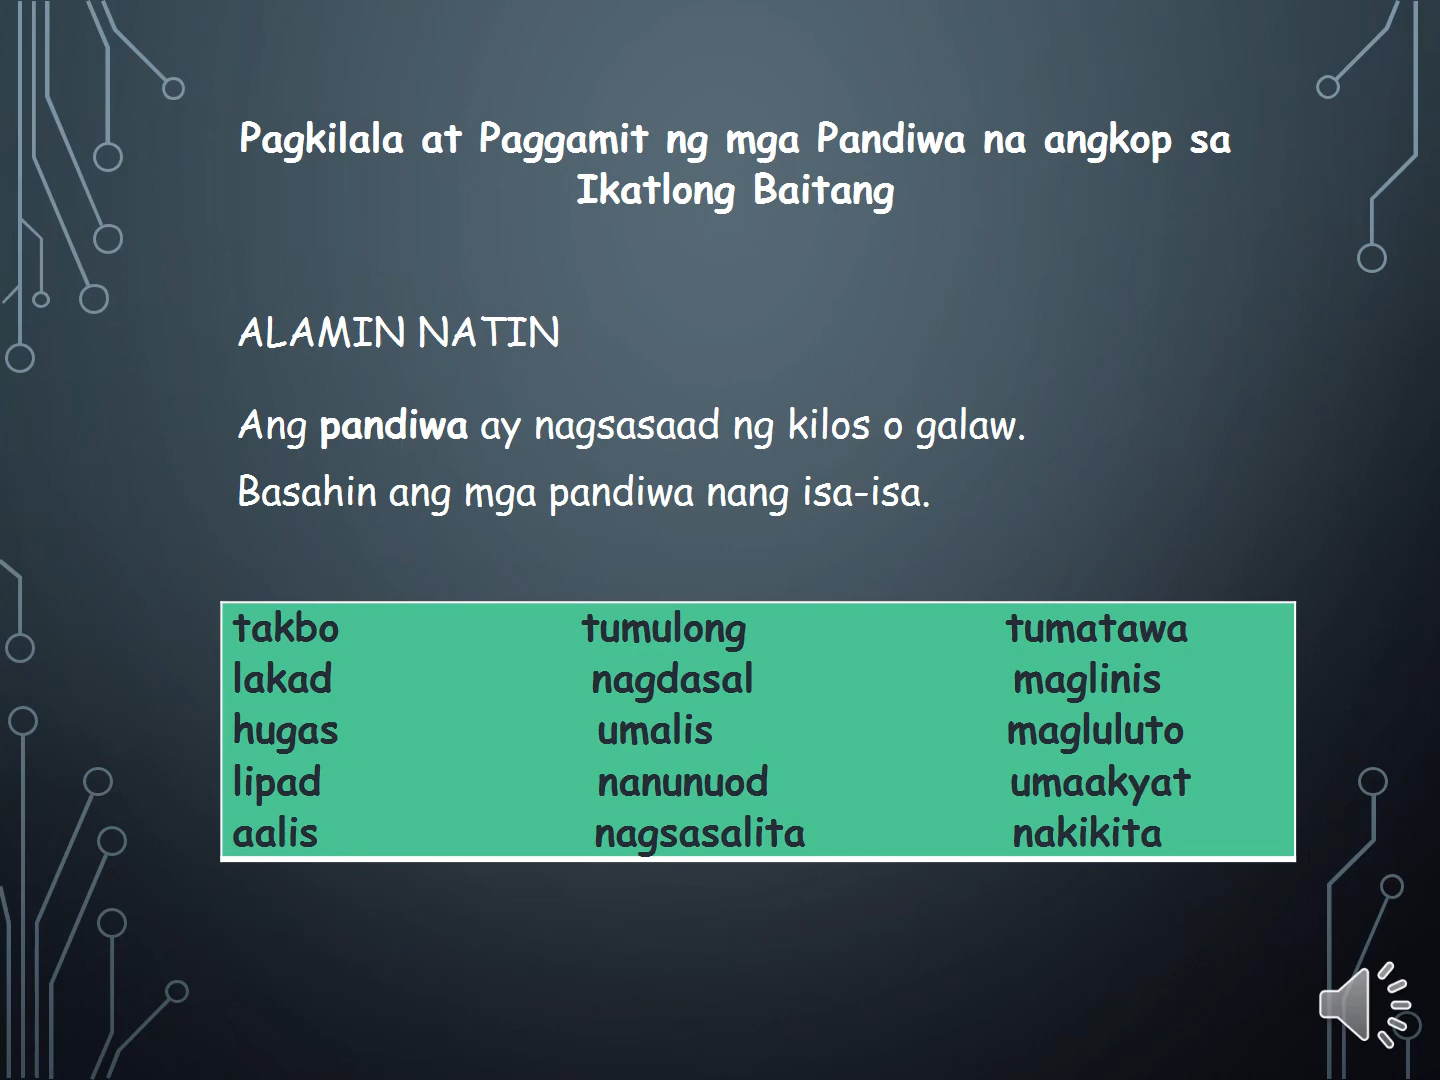 Pagkilala at Paggamit ng mga Pandiwa na angkop sa
Ikatlong Baitang
ALAMIN NATIN
Ang pandiwa ay nagsasaad ng kilos o galaw.
Basahin ang mga pandiwa nang isa-isa.
takbo tumulong tumatawa
lakad nagdasal maglinis
hugas umalis magluluto
lipad nanunuod umaakyat
aalis nagsasalita nakikita